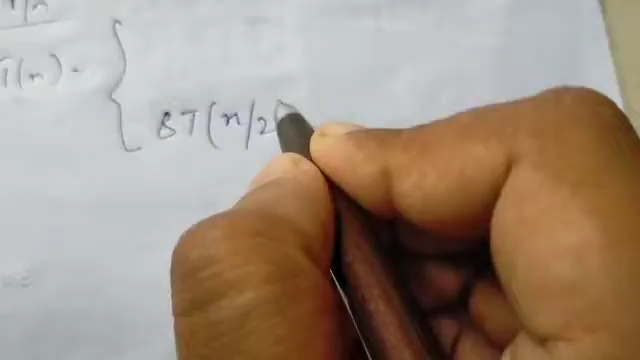 T(n) = {
8T(n/2)